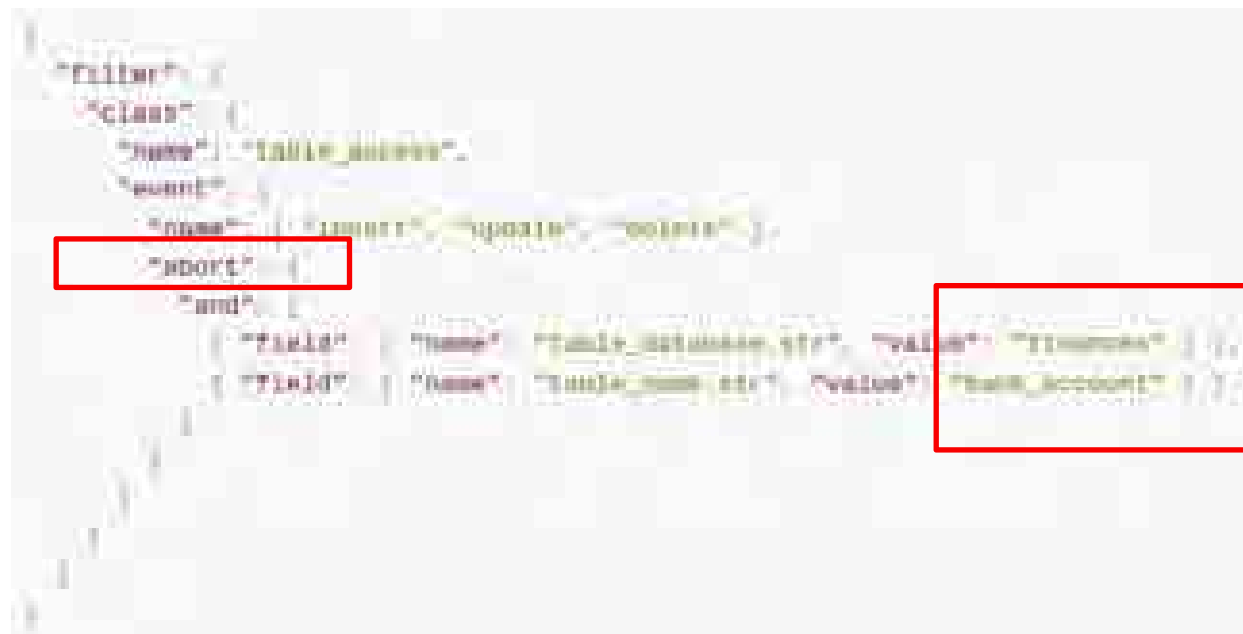 {
"filter": {
"class": {
"name": "table_access",
"event": {
"name": [ "insert", "update", "delete" ],
"abort": {
"and": [
{ "field": { "name": "table_database.str", "value": "finances" } },
{ "field": { "name": "table_name.str", "value": "bank_account" } }
]
}
}
}
}
}